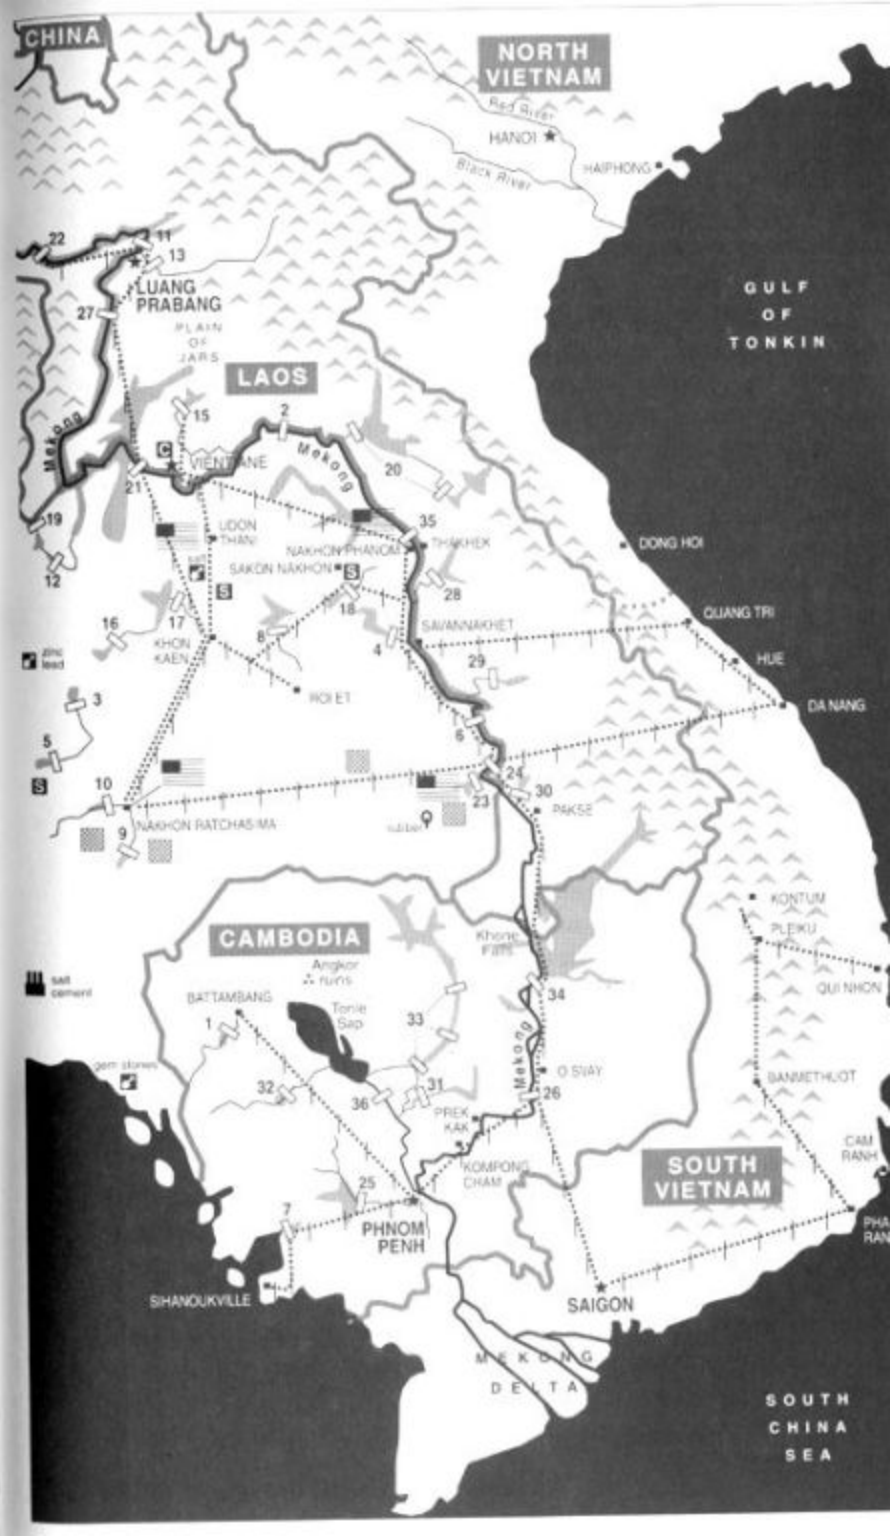 CHINA
NORTH
VIETNAM
Red River
HANOI
HAIPHONG
Black River
22
11
13
LUANG
PRABANG
27
GULF
OF
TONKIN
PLAIN
OF
JARS
LAOS
15
2
Mekong
Mekong
C
VIENTIANE
20
21
19
UDON
THANI
35
NAKHON PHANOM
THAKHEK
DONG HOI
salt
SAKON NAKHON
S
S
12
28
18
16
17
QUANG TRI
8
SAVANNAKHET
4
KHON
KAEN
zinc
lead
HUE
29
ROI ET
3
DA NANG
6
5
S
24
10
23
30
PAKSE
NAKHON RATCHASIMA
rubber
9
KONTUM
PLEIKU
CAMBODIA
Khone
Falls
Angkor
ruins
salt
cement
QUI NHON
BATTAMBANG
34
Tonle
Sap
1
33
Mekong
gem stones
O SVAY
BANMETHUOT
32
36
31
26
PREK
KAK
CAM
RANH
KOMPONG
CHAM
SOUTH
VIETNAM
25
7
PHNOM
PENH
PHA
RAN
SIHANOUKVILLE
SAIGON
MEKONG
DELTA
SOUTH
CHINA
SEA